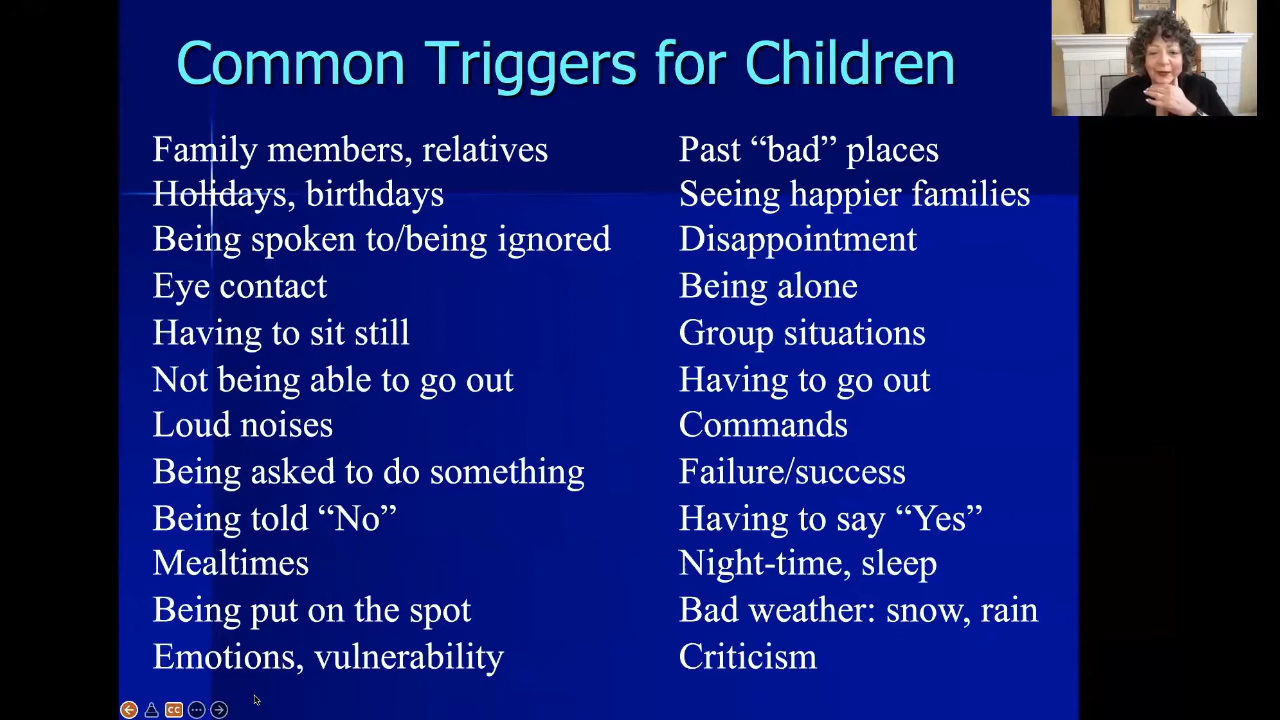 Common Triggers for Children
Family members, relatives
Holidays, birthdays
Being spoken to/being ignored
Eye contact
Having to sit still
Not being able to go out
Loud noises
Being asked to do something
Being told “No”
Mealtimes
Being put on the spot
Emotions, vulnerability
Past “bad” places
Seeing happier families
Disappointment
Being alone
Group situations
Having to go out
Commands
Failure/success
Having to say “Yes”
Night-time, sleep
Bad weather: snow, rain
Criticism
CC